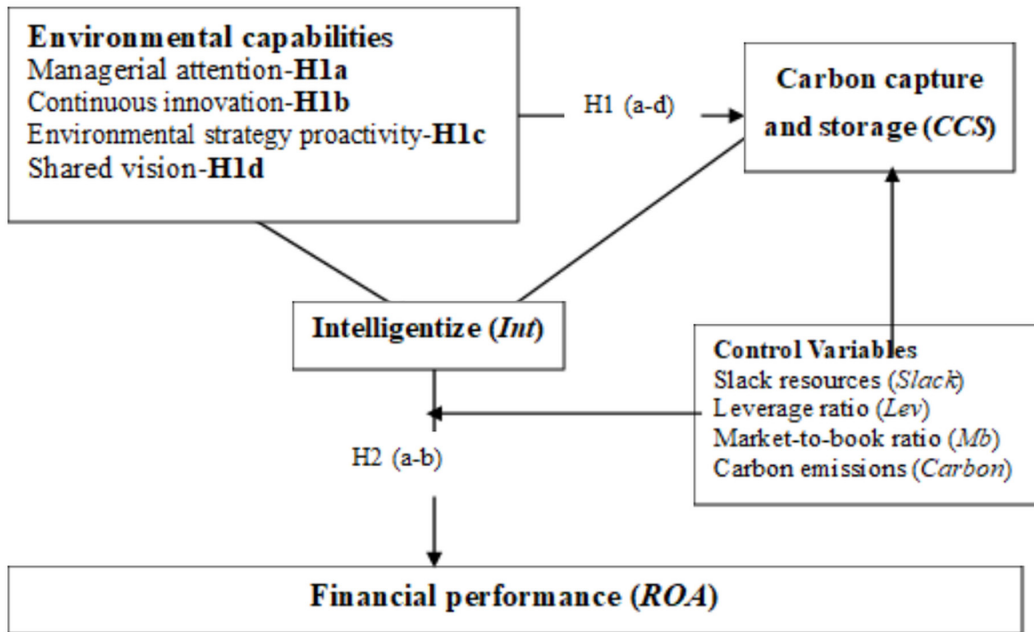 Environmental capabilities
Managerial attention-H1a
Continuous innovation-H1b
Environmental strategy proactivity-H1c
Shared vision-H1d
H1 (a-d)
Carbon capture
and storage (CCS)
Intelligentize (Int)
Control Variables
Slack resources (Slack)
Leverage ratio (Lev)
Market-to-book ratio (Mb)
Carbon emissions (Carbon)
H2 (a-b)
Financial performance (ROA)